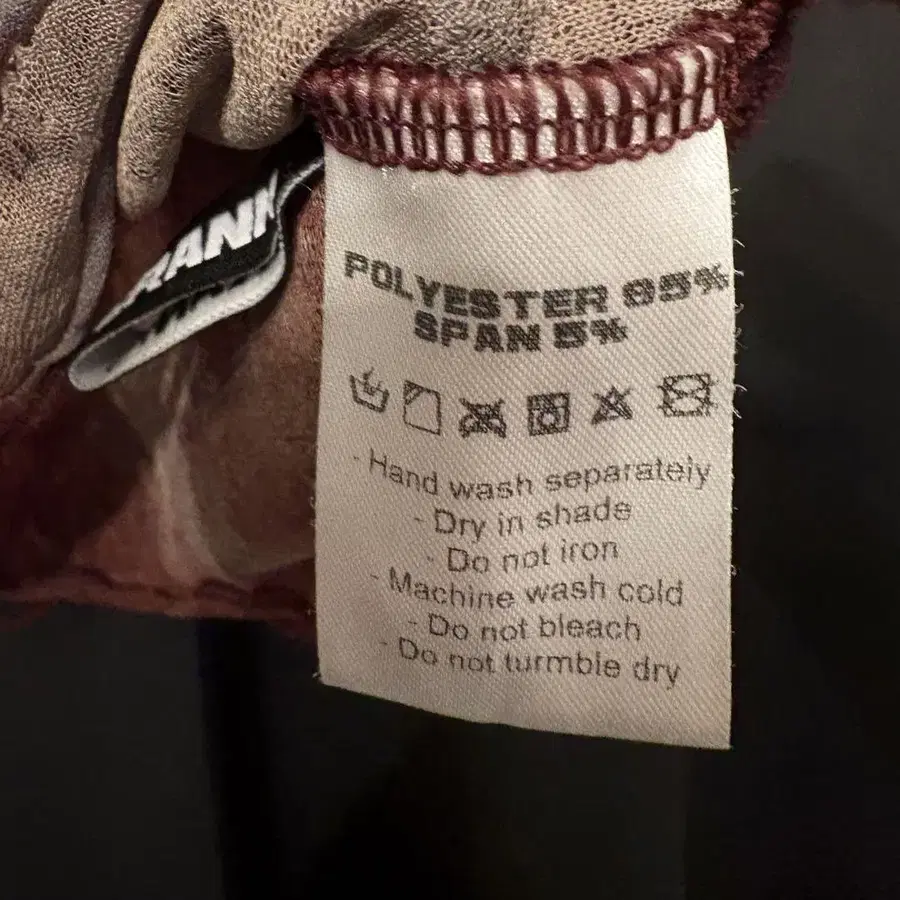 RANK
POLYESTER 95%
SPAN 5%
- Hand wash separately
- Dry in shade
- Do not iron
- Machine wash cold
- Do not bleach
- Do not turmble dry